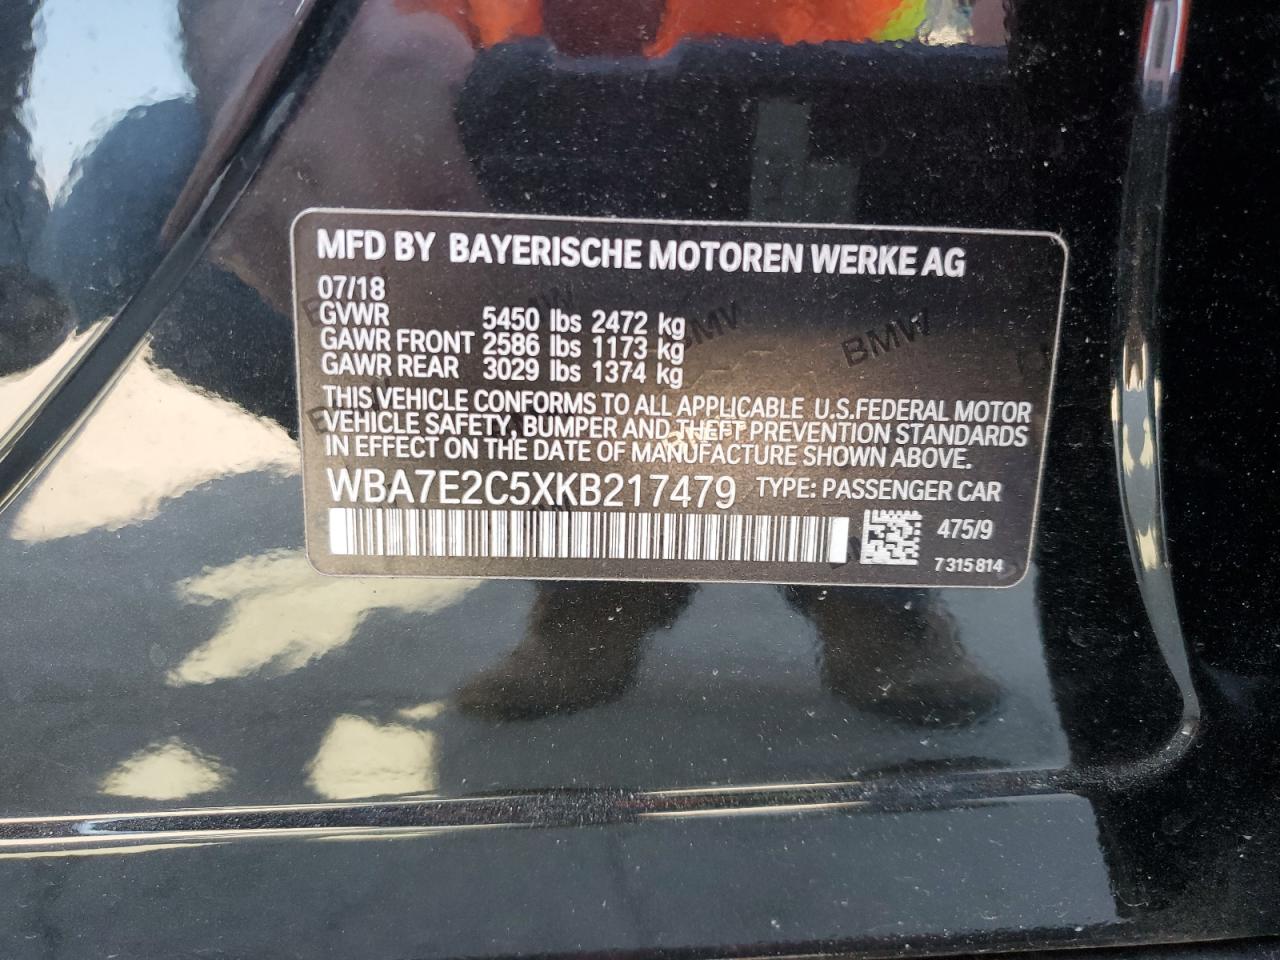 MFD BY BAYERISCHE MOTOREN WERKE AG
07/18
GVWR 5450 lbs 2472 kg
GAWR FRONT 2586 lbs 1173 kg
GAWR REAR 3029 lbs 1374 kg
THIS VEHICLE CONFORMS TO ALL APPLICABLE U.S.FEDERAL MOTOR
VEHICLE SAFETY, BUMPER AND THEFT PREVENTION STANDARDS
IN EFFECT ON THE DATE OF MANUFACTURE SHOWN ABOVE.
WBA7E2C5XKB217479 TYPE: PASSENGER CAR
475/9
7 315 814
BMW
BMW